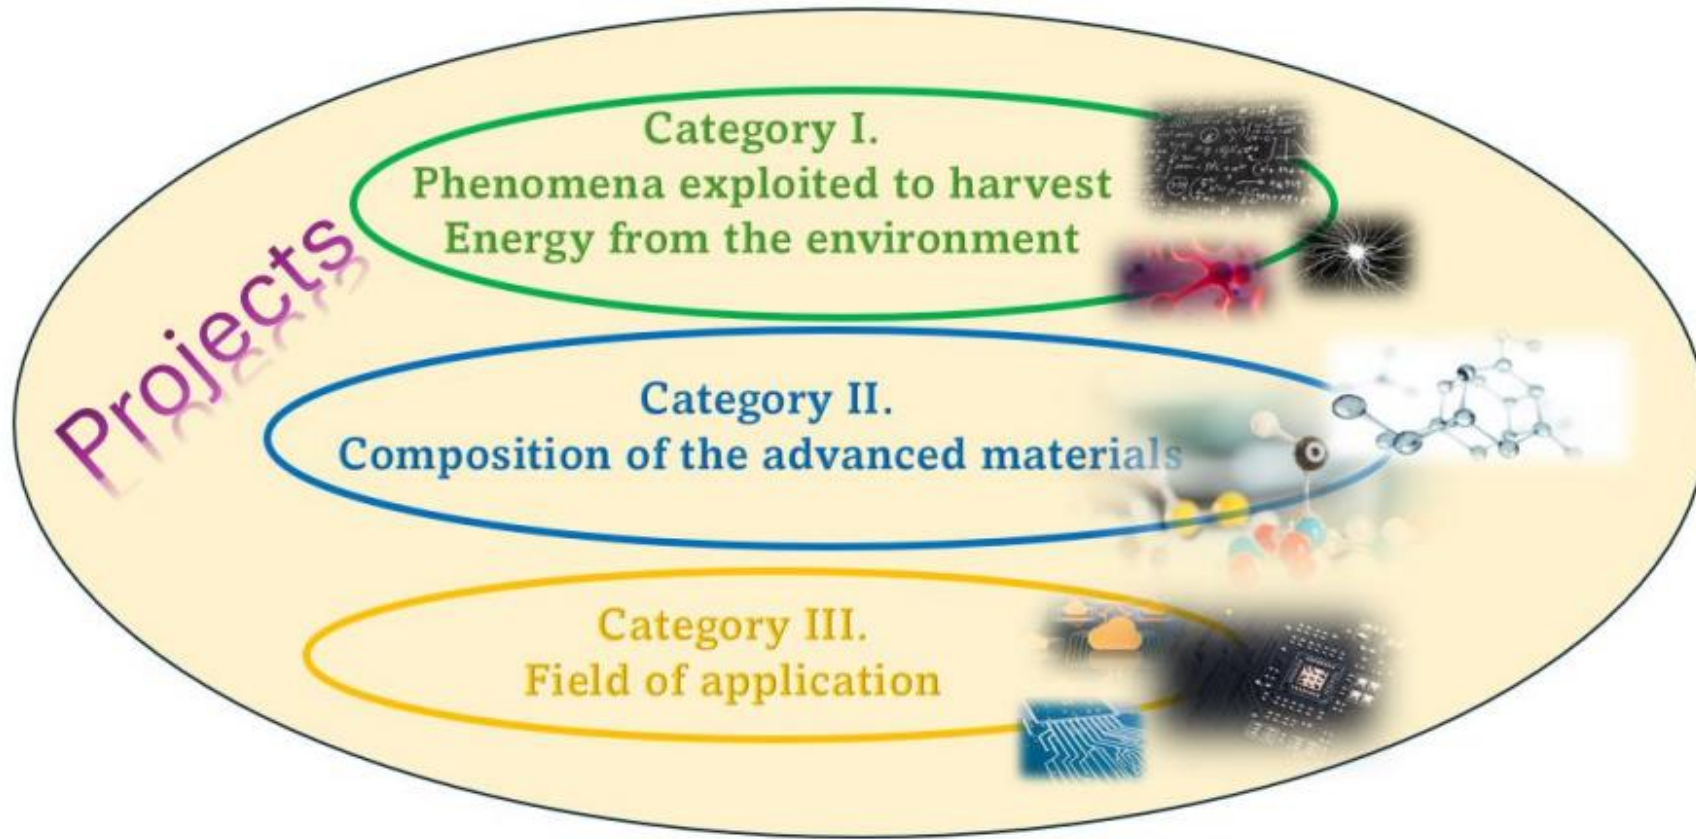 Projects
Category I.
Phenomena exploited to harvest
Energy from the environment
Category II.
Composition of the advanced materials
Category III.
Field of application